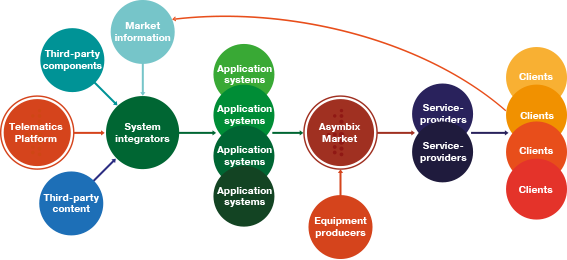 Market
information
Third-party
components
Telematics
Platform
System
integrators
Third-party
content
Application
systems
Application
systems
Application
systems
Application
systems
Asymbix
Market
Equipment
producers
Service-
providers
Service-
providers
Clients
Clients
Clients
Clients